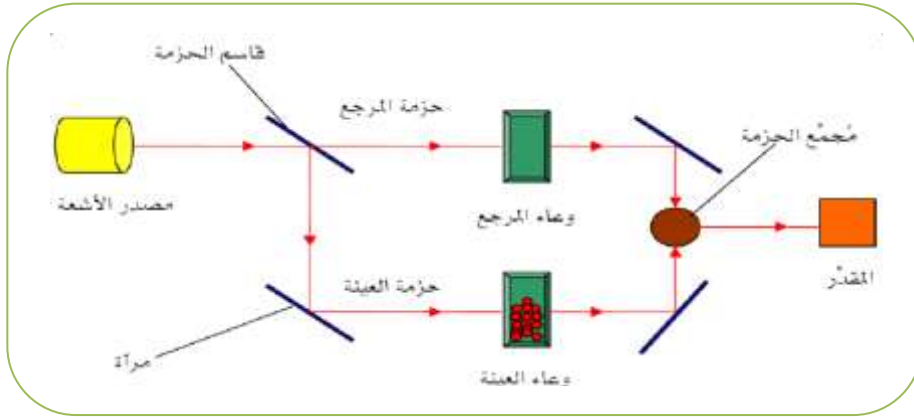 قاسم الحزمة
حزمة المرجع
مُجمِّع الحزمة
مصدر الأشعة
وعاء المرجع
المقدِّر
حزمة العينة
مرآة
وعاء العينة